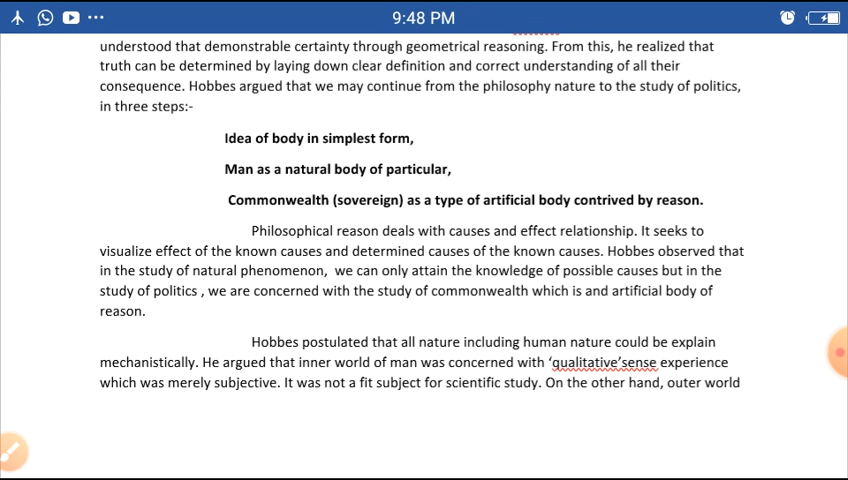 9:48 PM
understood that demonstrable certainty through geometrical reasoning. From this, he realized that
truth can be determined by laying down clear definition and correct understanding of all their
consequence. Hobbes argued that we may continue from the philosophy nature to the study of politics,
in three steps:-
Idea of body in simplest form,
Man as a natural body of particular,
Commonwealth (sovereign) as a type of artificial body contrived by reason.
Philosophical reason deals with causes and effect relationship. It seeks to
visualize effect of the known causes and determined causes of the known causes. Hobbes observed that
in the study of natural phenomenon, we can only attain the knowledge of possible causes but in the
study of politics , we are concerned with the study of commonwealth which is and artificial body of
reason.
Hobbes postulated that all nature including human nature could be explain
mechanistically. He argued that inner world of man was concerned with ‘qualitative’sense experience
which was merely subjective. It was not a fit subject for scientific study. On the other hand, outer world